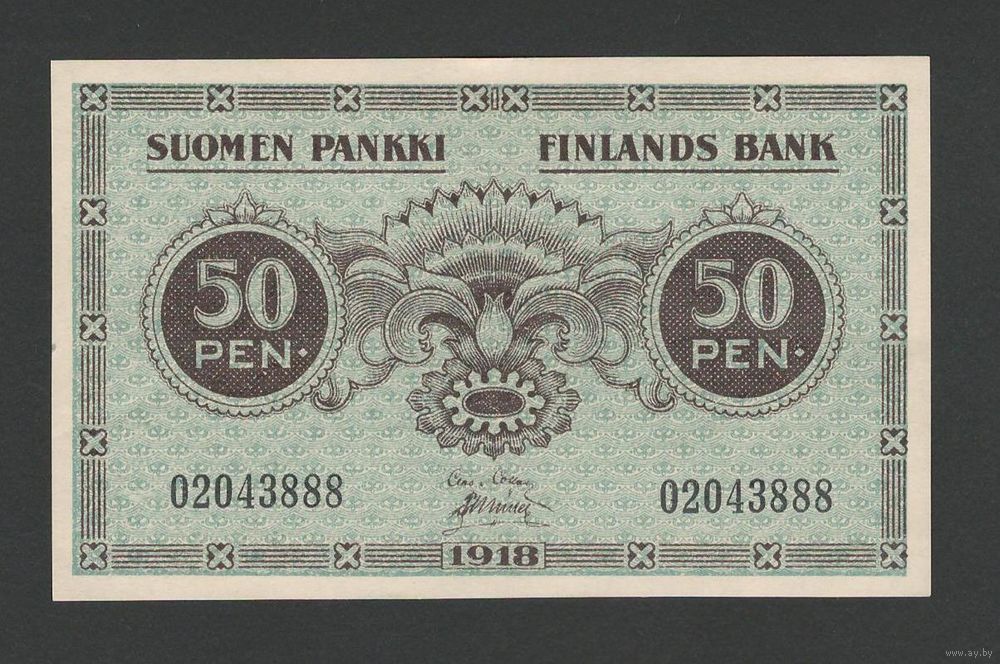 SUOMEN PANKKI FINLANDS BANK
50 50
PEN. PEN.
02043888 02043888
1918
www.ay.by